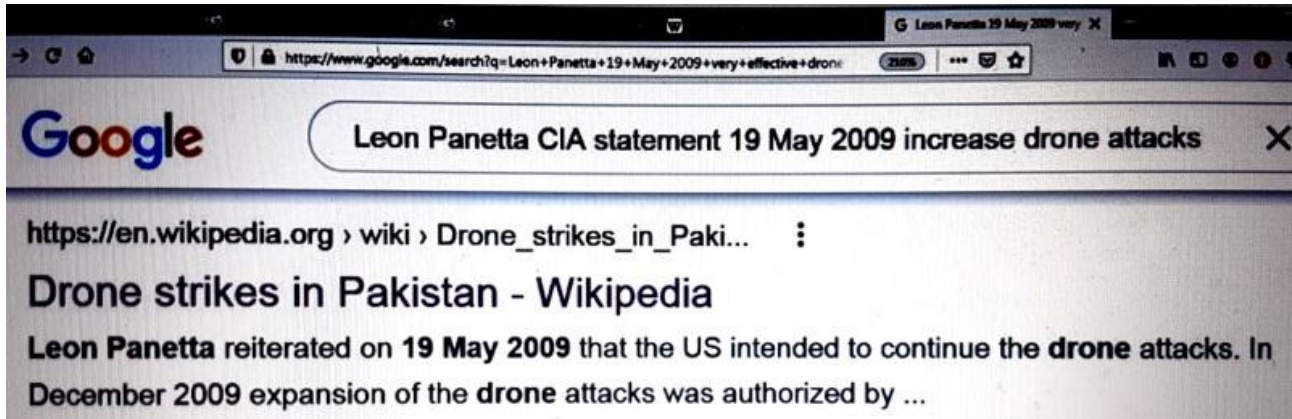 G Leon Panetta 19 May 2009 very X
https://www.google.com/search?q=Leon+Panetta+19+May+2009+very+effective+drone 210% ...
Google Leon Panetta CIA statement 19 May 2009 increase drone attacks X
https://en.wikipedia.org › wiki › Drone_strikes_in_Paki...
Drone strikes in Pakistan - Wikipedia
Leon Panetta reiterated on 19 May 2009 that the US intended to continue the drone attacks. In
December 2009 expansion of the drone attacks was authorized by ...